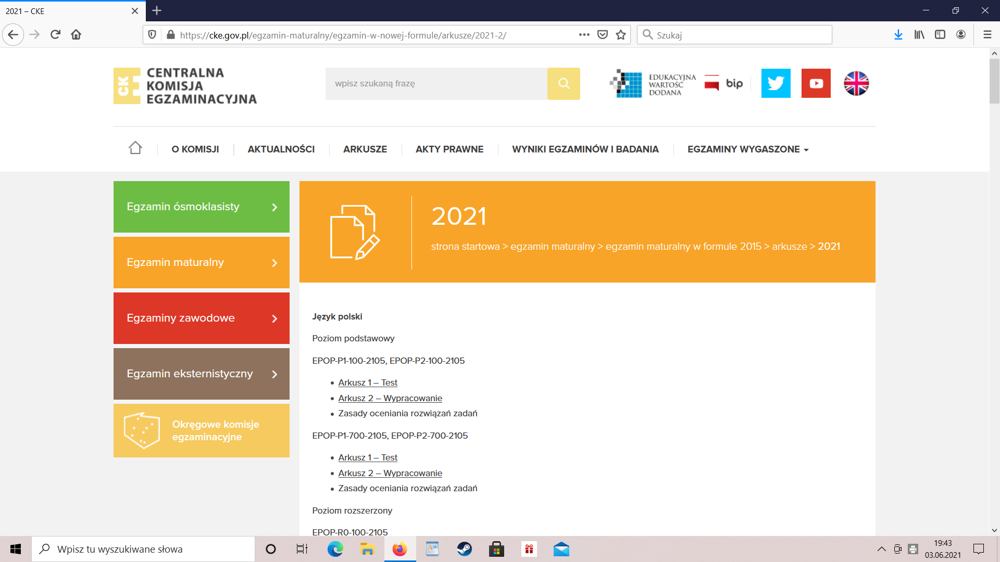 2021 – CKE
https://cke.gov.pl/egzamin-maturalny/egzamin-w-nowej-formule/arkusze/2021-2/
Szukaj
CKE
CENTRALNA
KOMISJA
EGZAMINACYJNA
wpisz szukaną frazę
EDUKACYJNA
WARTOŚĆ
DODANA
bip
O KOMISJI
AKTUALNOŚCI
ARKUSZE
AKTY PRAWNE
WYNIKI EGZAMINÓW I BADANIA
EGZAMINY WYGASZONE
Egzamin ósmoklasisty
Egzamin maturalny
Egzaminy zawodowe
Egzamin eksternistyczny
Okręgowe komisje
egzaminacyjne
2021
strona startowa > egzamin maturalny > egzamin maturalny w formule 2015 > arkusze > 2021
Język polski
Poziom podstawowy
EPOP-P1-100-2105, EPOP-P2-100-2105
• Arkusz 1 – Test
• Arkusz 2 – Wypracowanie
• Zasady oceniania rozwiązań zadań
EPOP-P1-700-2105, EPOP-P2-700-2105
• Arkusz 1 – Test
• Arkusz 2 – Wypracowanie
• Zasady oceniania rozwiązań zadań
Poziom rozszerzony
EPOP-R0-100-2105
Wpisz tu wyszukiwane słowa
19:43
03.06.2021